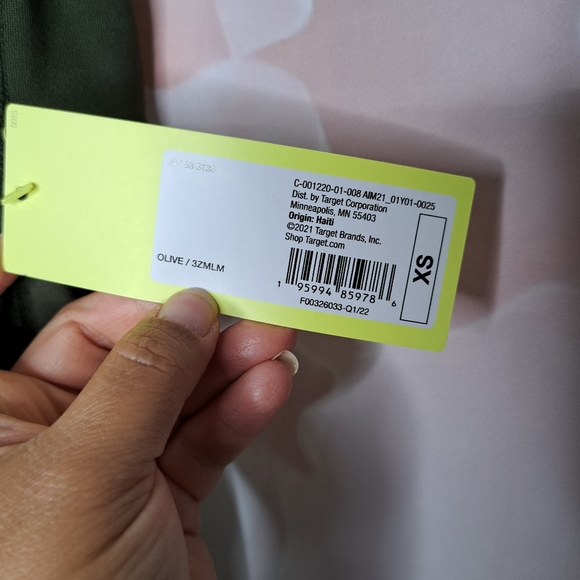 C-001220-01-008 AIM21_01Y01-0025
Dist. by Target Corporation
Minneapolis, MN 55403
Origin: Haiti
©2021 Target Brands, Inc.
Shop Target.com
OLIVE / 3ZMLM
1 95994 85978 6
F00326033-Q1/22
XS